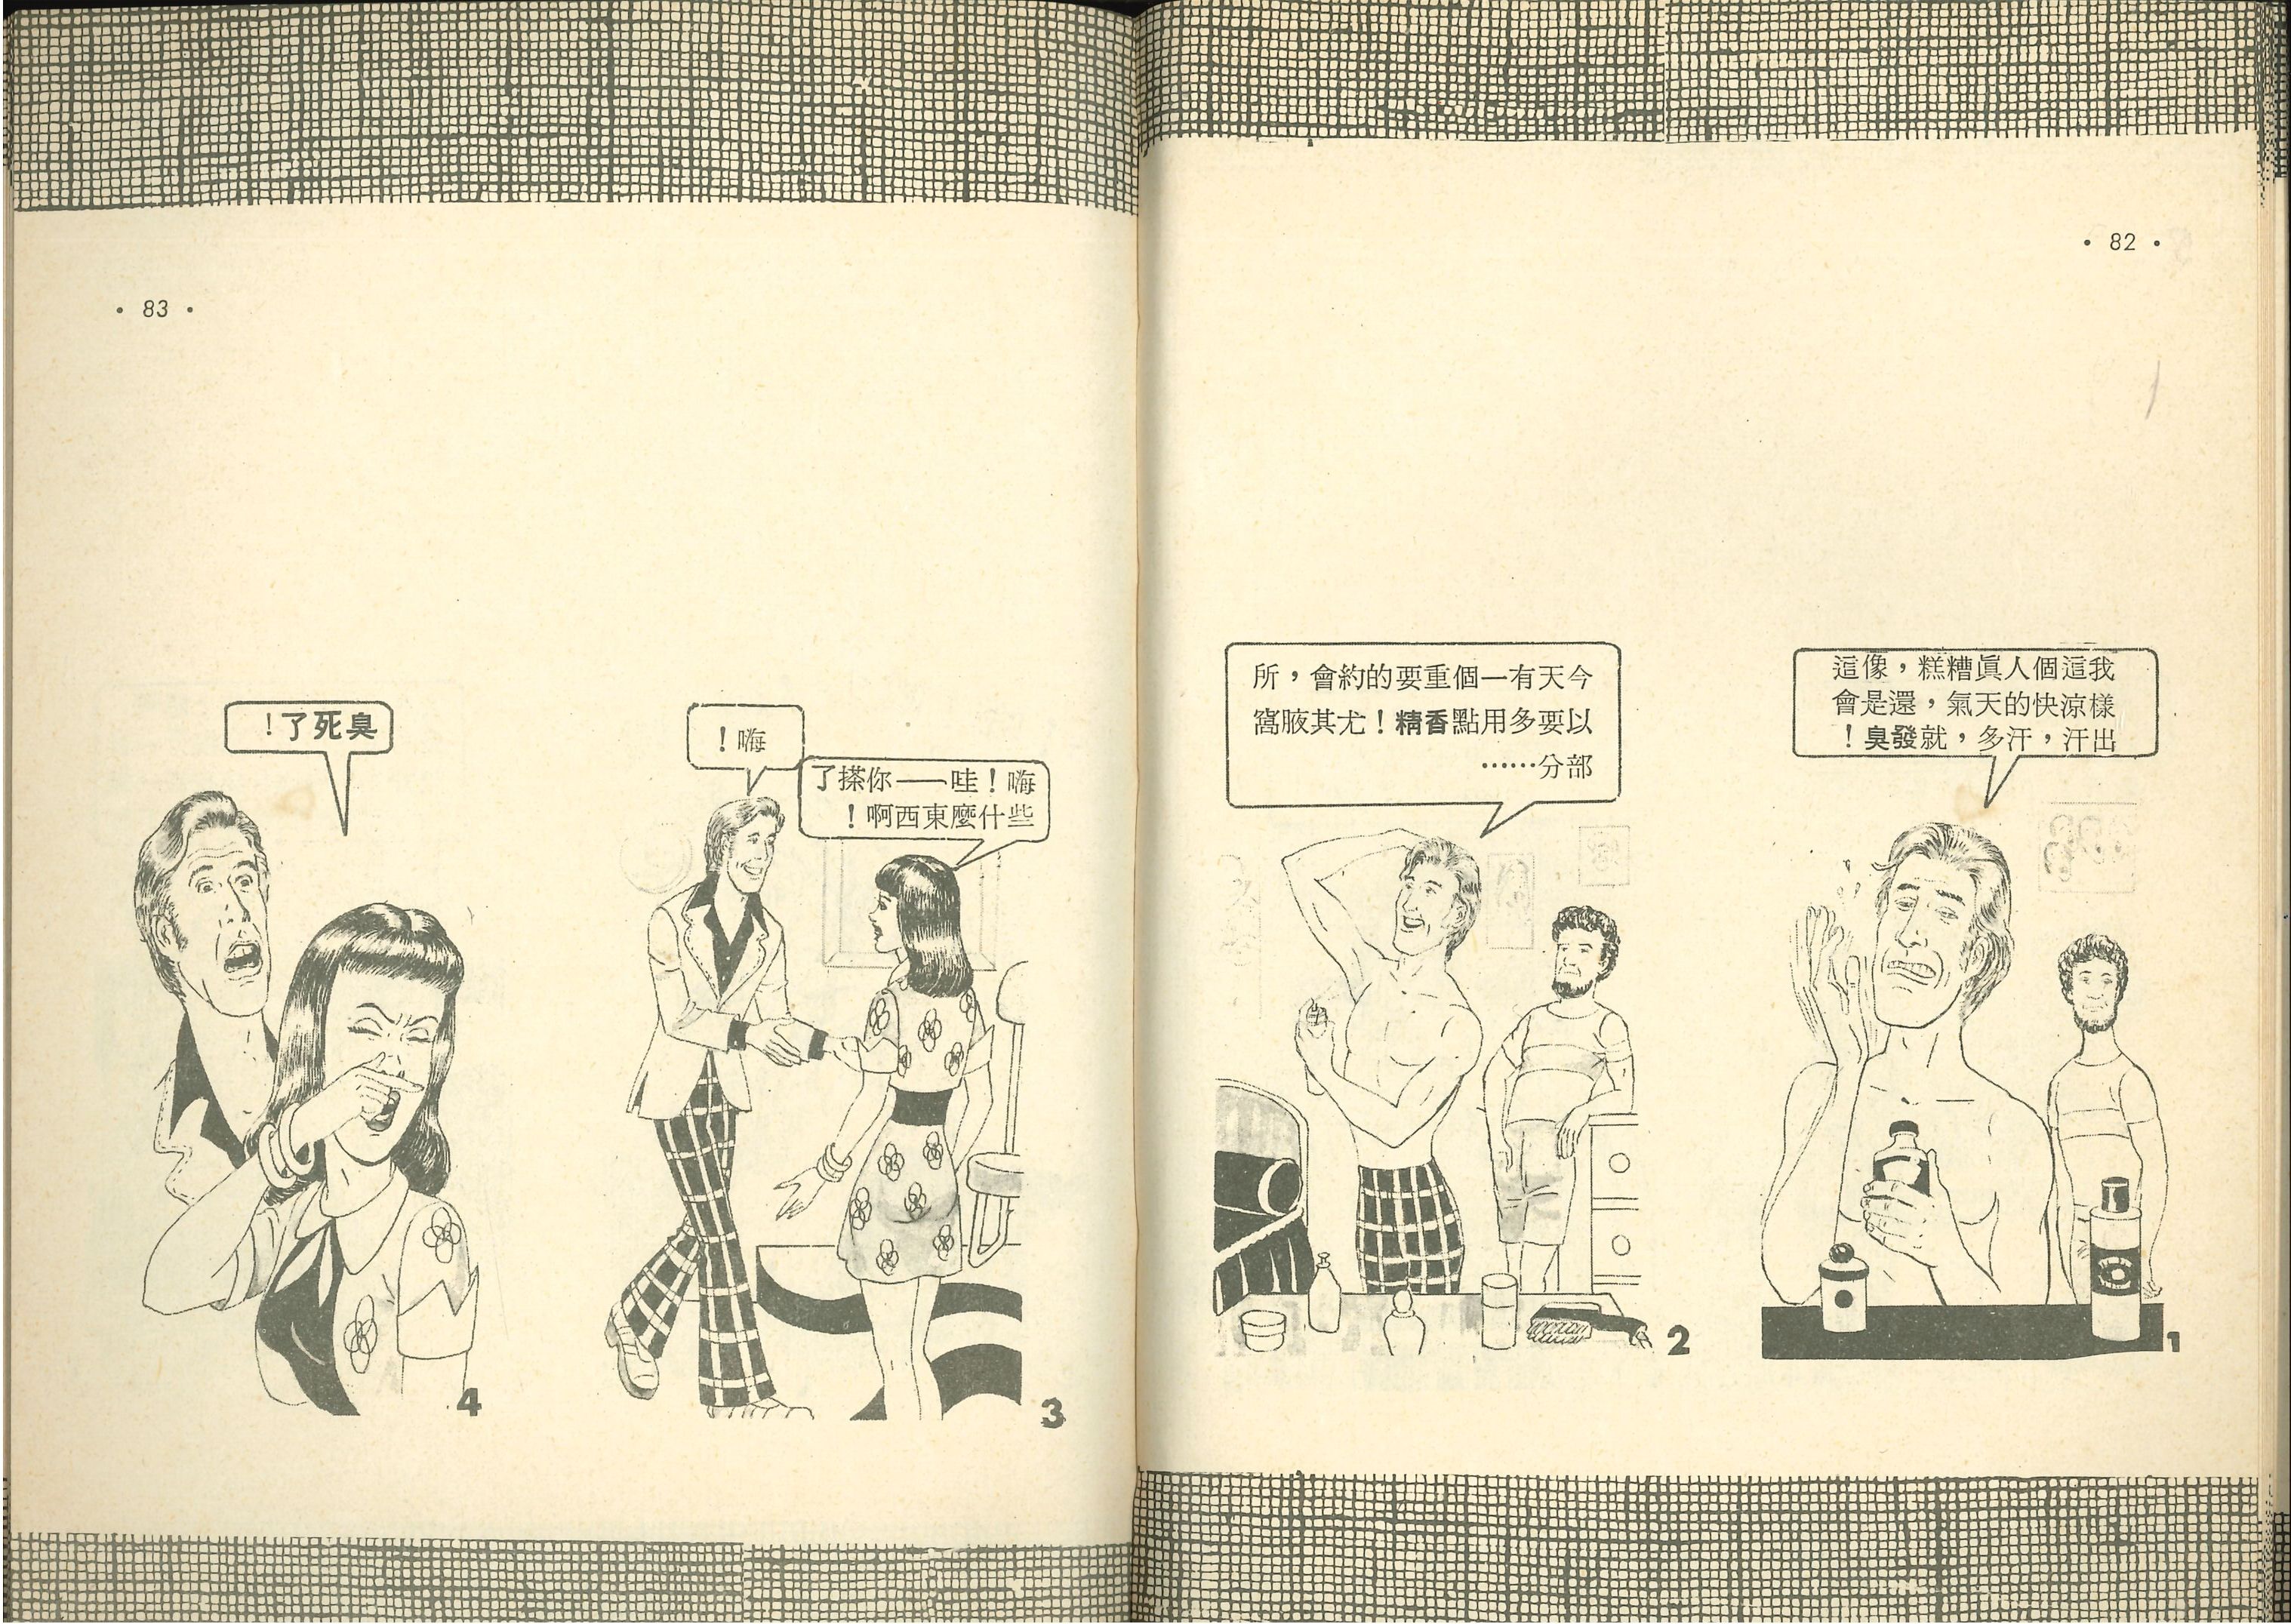 • 82 •
我這個人眞糟糕，像這
樣涼快的天氣，還是會
出汗，汗多，就發臭！
1
今天有一個重要的約會，所
以要多用點香精！尤其腋窩
部分……
2
• 83 •
嗨！
嗨！哇——你搽了
些什麼東西啊！
3
臭死了！
4